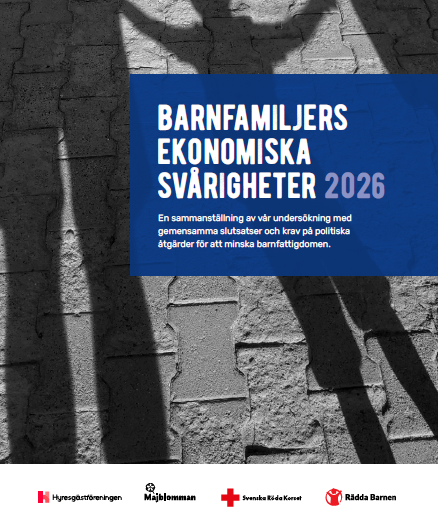 BARNFAMILJERS
EKONOMISKA
SVÅRIGHETER 2026
En sammanställning av vår undersökning med
gemensamma slutsatser och krav på politiska
åtgärder för att minska barnfattigdomen.
Hyresgästföreningen
Majblomman
Svenska Röda Korset
Rädda Barnen